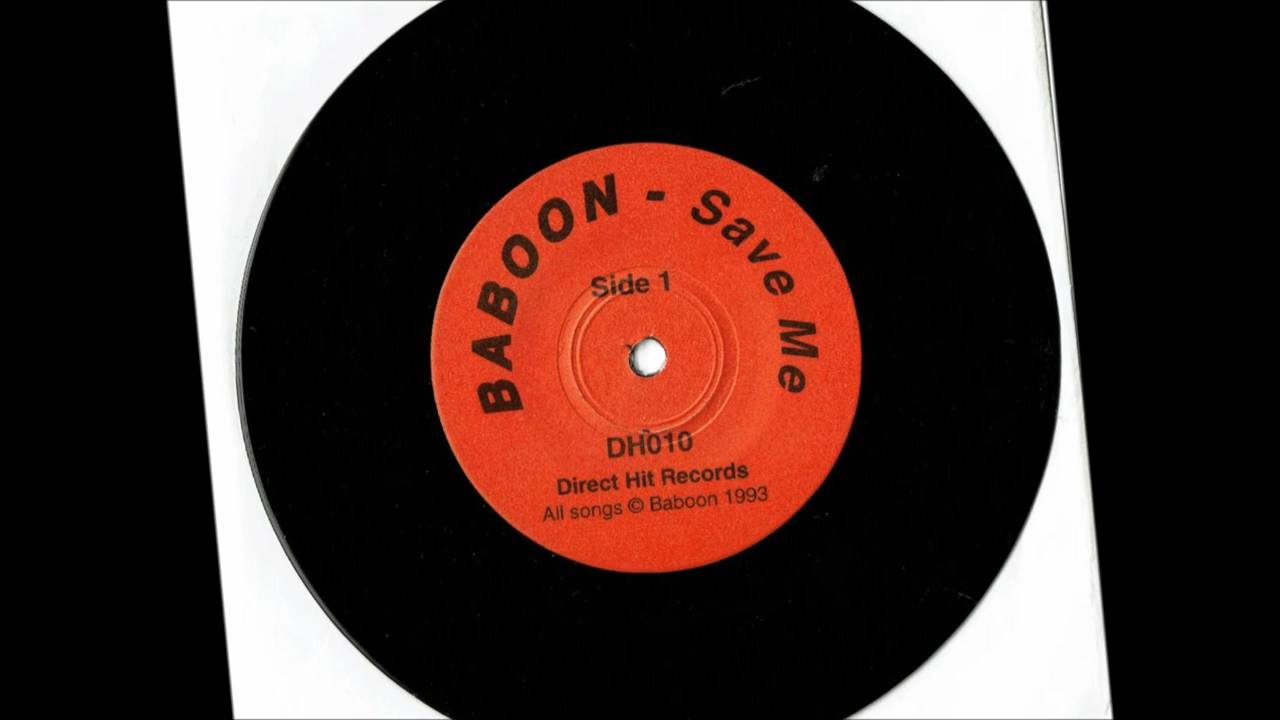 BABOON - Save Me
Side 1
DH010
Direct Hit Records
All songs © Baboon 1993